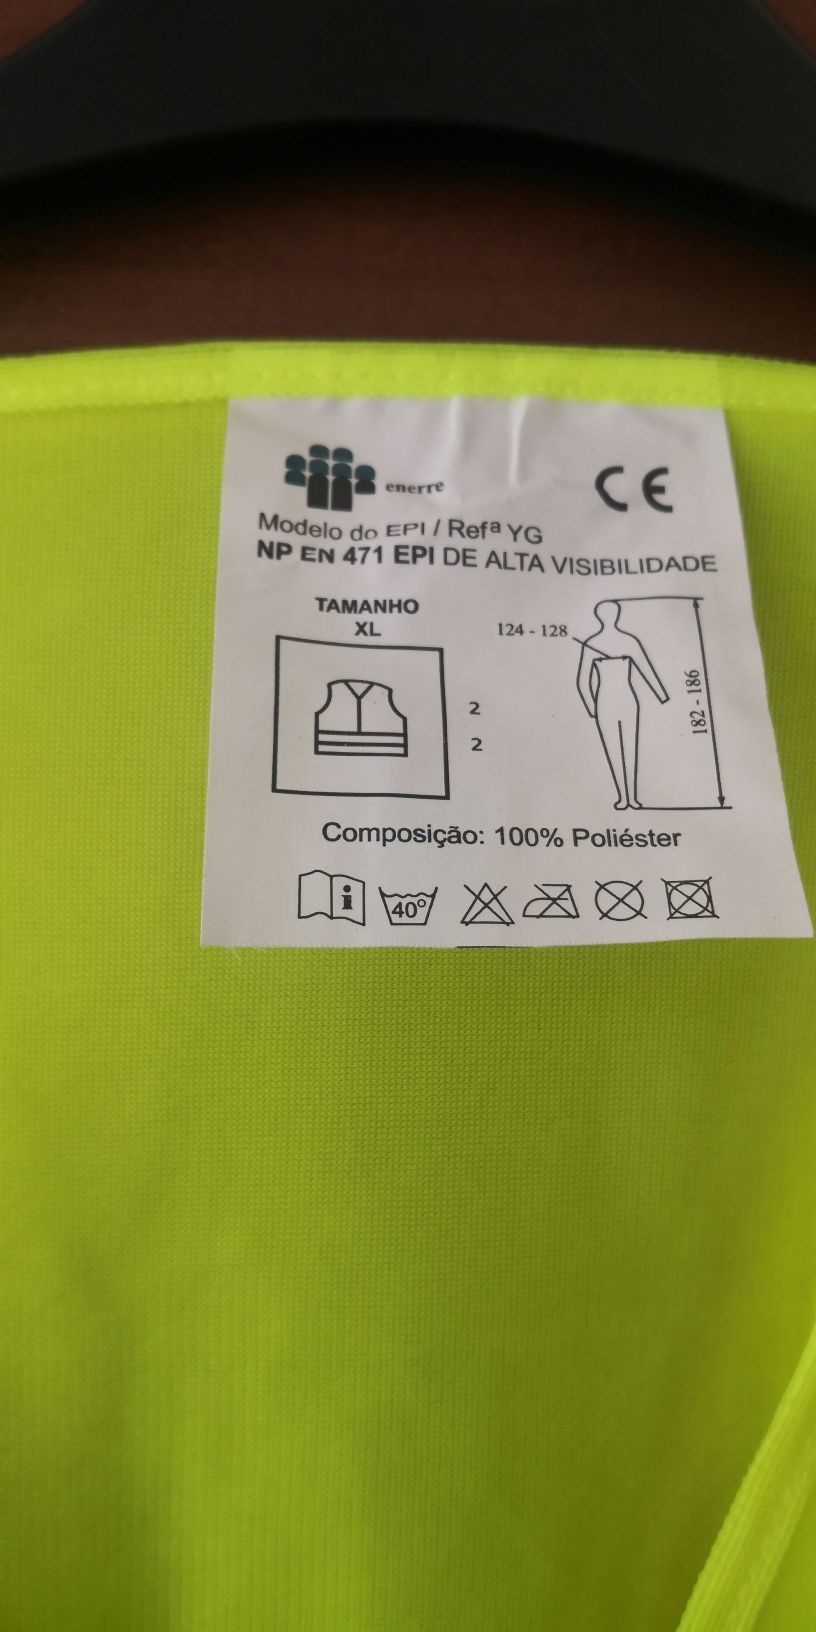 enerre
CE
Modelo do EPI / Refª YG
NP EN 471 EPI DE ALTA VISIBILIDADE
TAMANHO
XL
124 - 128
2
2
182 - 186
Composição: 100% Poliéster
i
40º